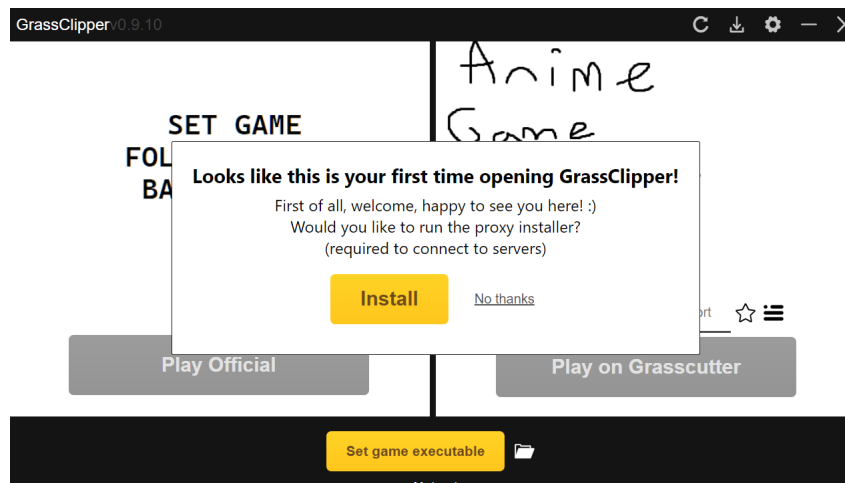 GrassClipper v0.9.10
SET GAME
FOL
BA
Anime
Game
Looks like this is your first time opening GrassClipper!
First of all, welcome, happy to see you here! :)
Would you like to run the proxy installer?
(required to connect to servers)
Install
No thanks
Play Official
Play on Grasscutter
Set game executable